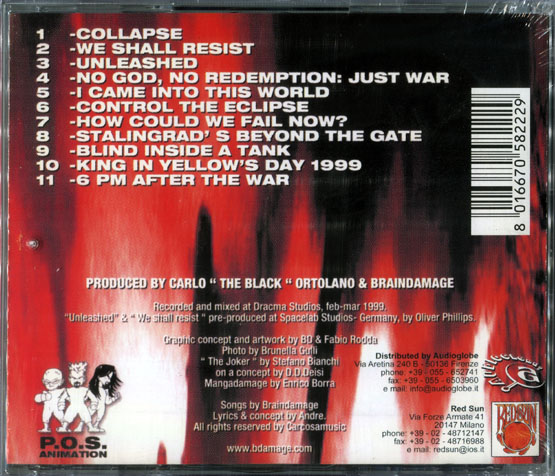 1 -COLLAPSE
2 -WE SHALL RESIST
3 -UNLEASHED
4 -NO GOD, NO REDEMPTION: JUST WAR
5 -I CAME INTO THIS WORLD
6 -CONTROL THE ECLIPSE
7 -HOW COULD WE FAIL NOW?
8 -STALINGRAD' S BEYOND THE GATE
9 -BLIND INSIDE A TANK
10 -KING IN YELLOW'S DAY 1999
11 -6 PM AFTER THE WAR
8 016670 582229
PRODUCED BY CARLO " THE BLACK " ORTOLANO & BRAINDAMAGE
Recorded and mixed at Dracma Studios, feb-mar 1999.
"Unleashed" & " We shall resist " pre-produced at Spacelab Studios- Germany, by Oliver Phillips.
Graphic concept and artwork by BD & Fabio Rodda
Photo by Brunella Gulli
" The Joker " by Stefano Bianchi
on a concept by D.D.Leisi
Mangadamage by Enrico Borra
Songs by Braindamage
Lyrics & concept by Andre.
All rights reserved by Carcosamusic
www.bdamage.com
P.O.S.
ANIMATION
Distributed by Audioglobe
Via Aretina 240 B - 50136 Firenze
phone: +39 - 055 - 652741
fax: +39 - 055 - 6503960
e mail: info@audioglobe.it
Red Sun
Via Forze Armate 41
20147 Milano
phone: +39 - 02 - 48712147
fax: +39 - 02 - 48716988
e mail: redsun@ios.it
REDSUN